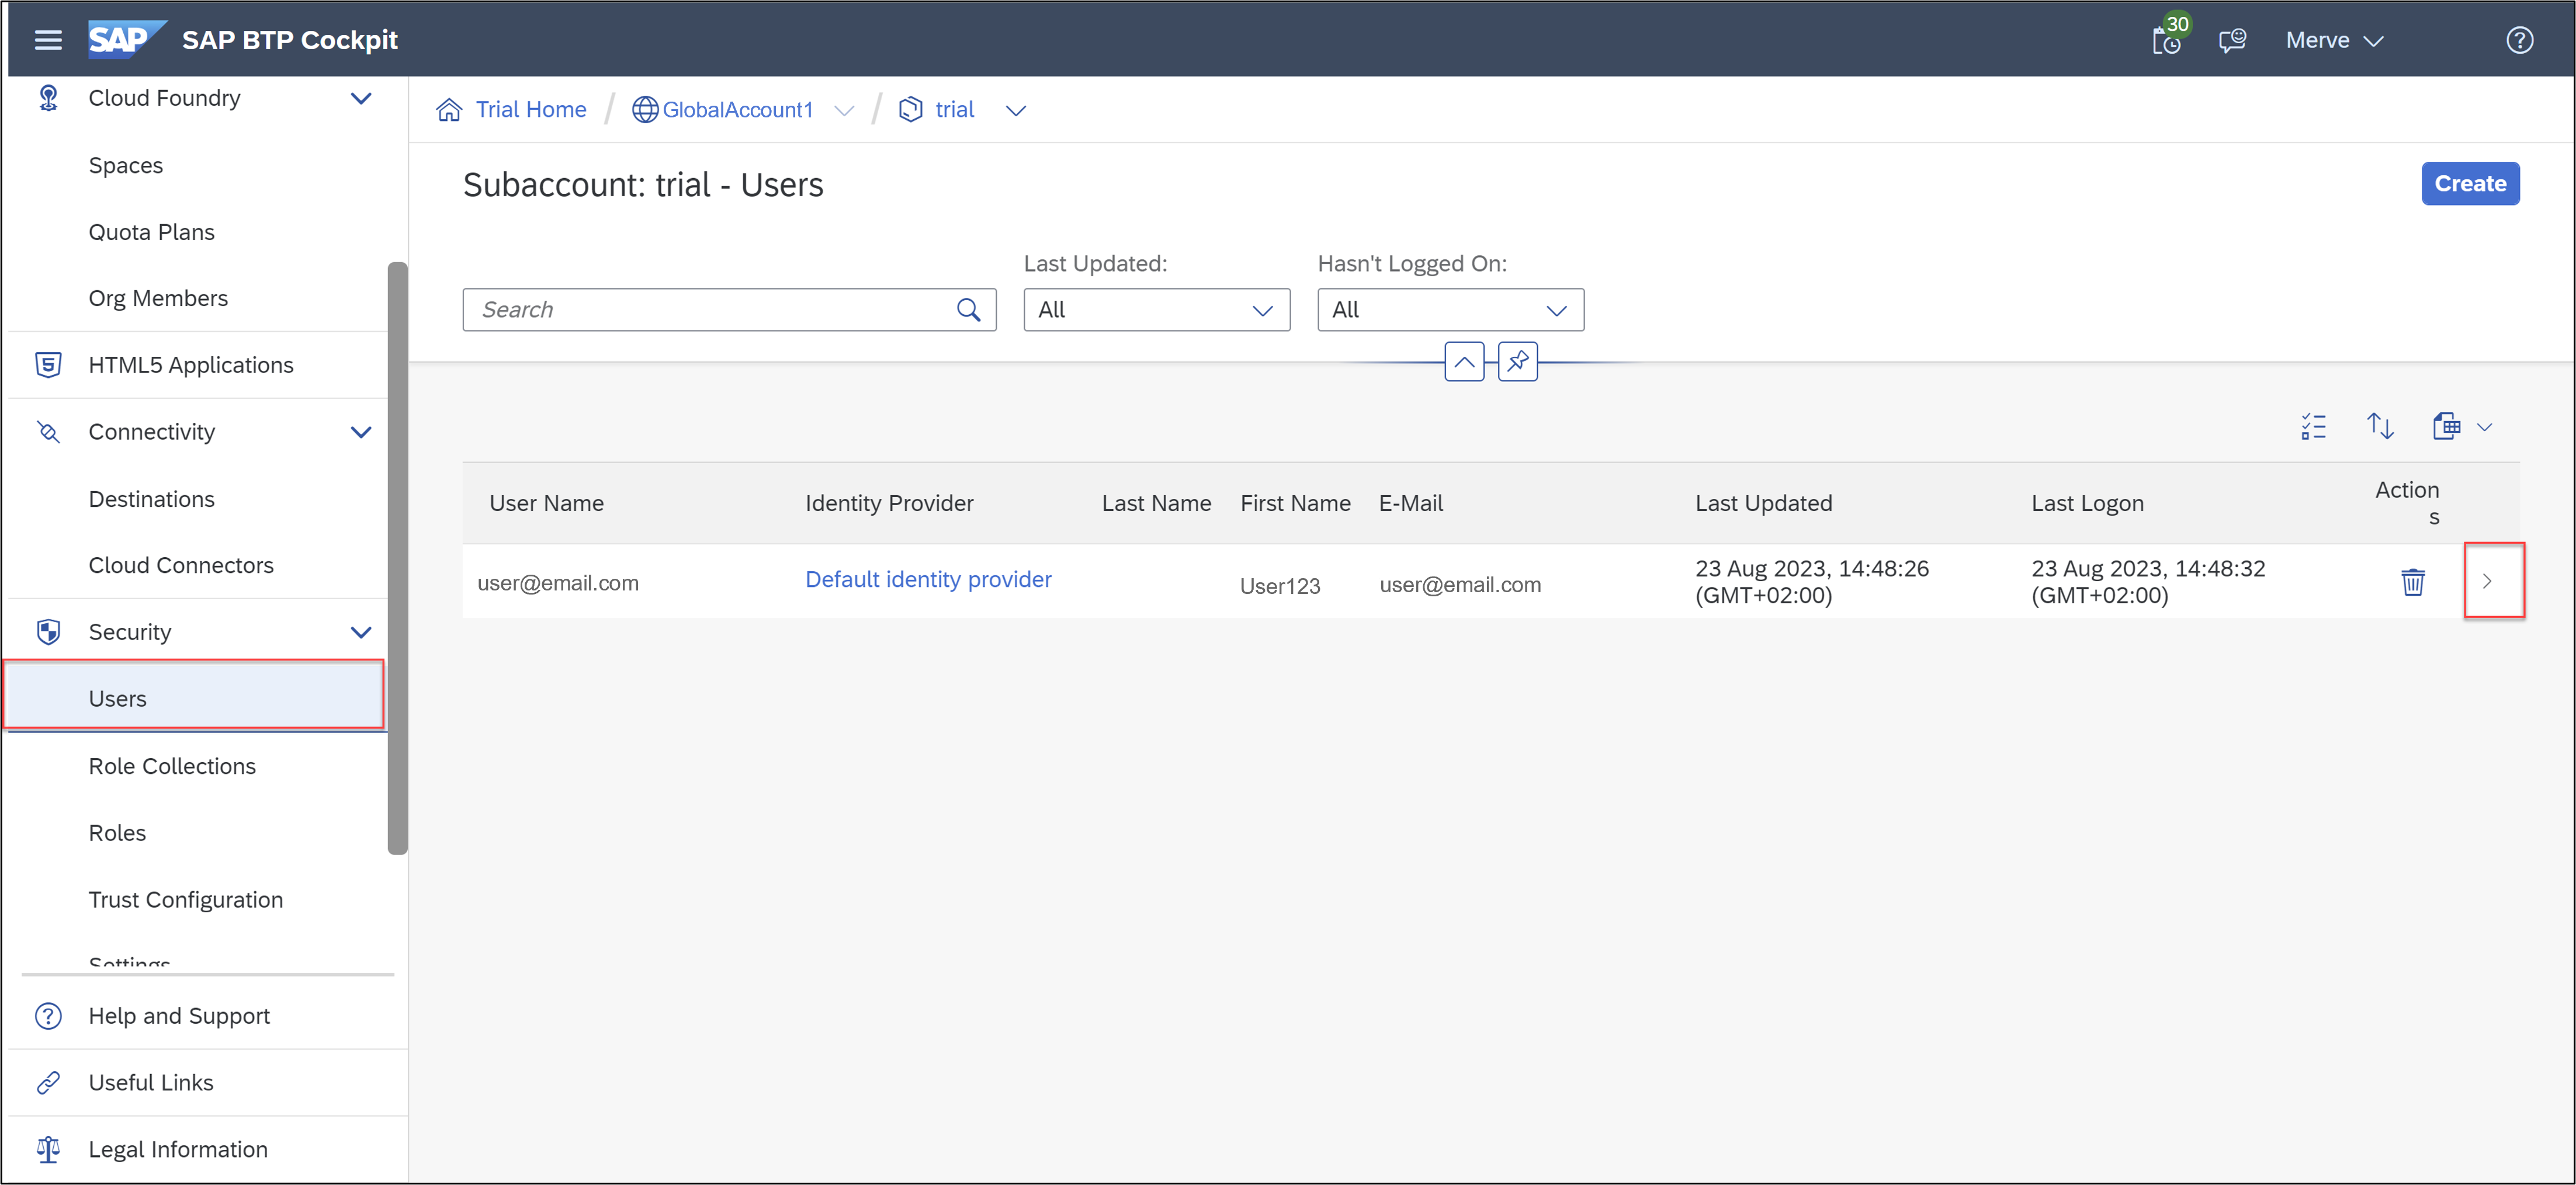 SAP SAP BTP Cockpit
30
Merve
Cloud Foundry
Spaces
Quota Plans
Org Members
HTML5 Applications
Connectivity
Destinations
Cloud Connectors
Security
Users
Role Collections
Roles
Trust Configuration
Settings
Help and Support
Useful Links
Legal Information
Trial Home / GlobalAccount1 / trial
Subaccount: trial - Users
Create
Last Updated:
Hasn't Logged On:
Search
All
All
User Name Identity Provider Last Name First Name E-Mail Last Updated Last Logon Action
s
user@email.com Default identity provider User123 user@email.com 23 Aug 2023, 14:48:26 23 Aug 2023, 14:48:32
(GMT+02:00) (GMT+02:00)